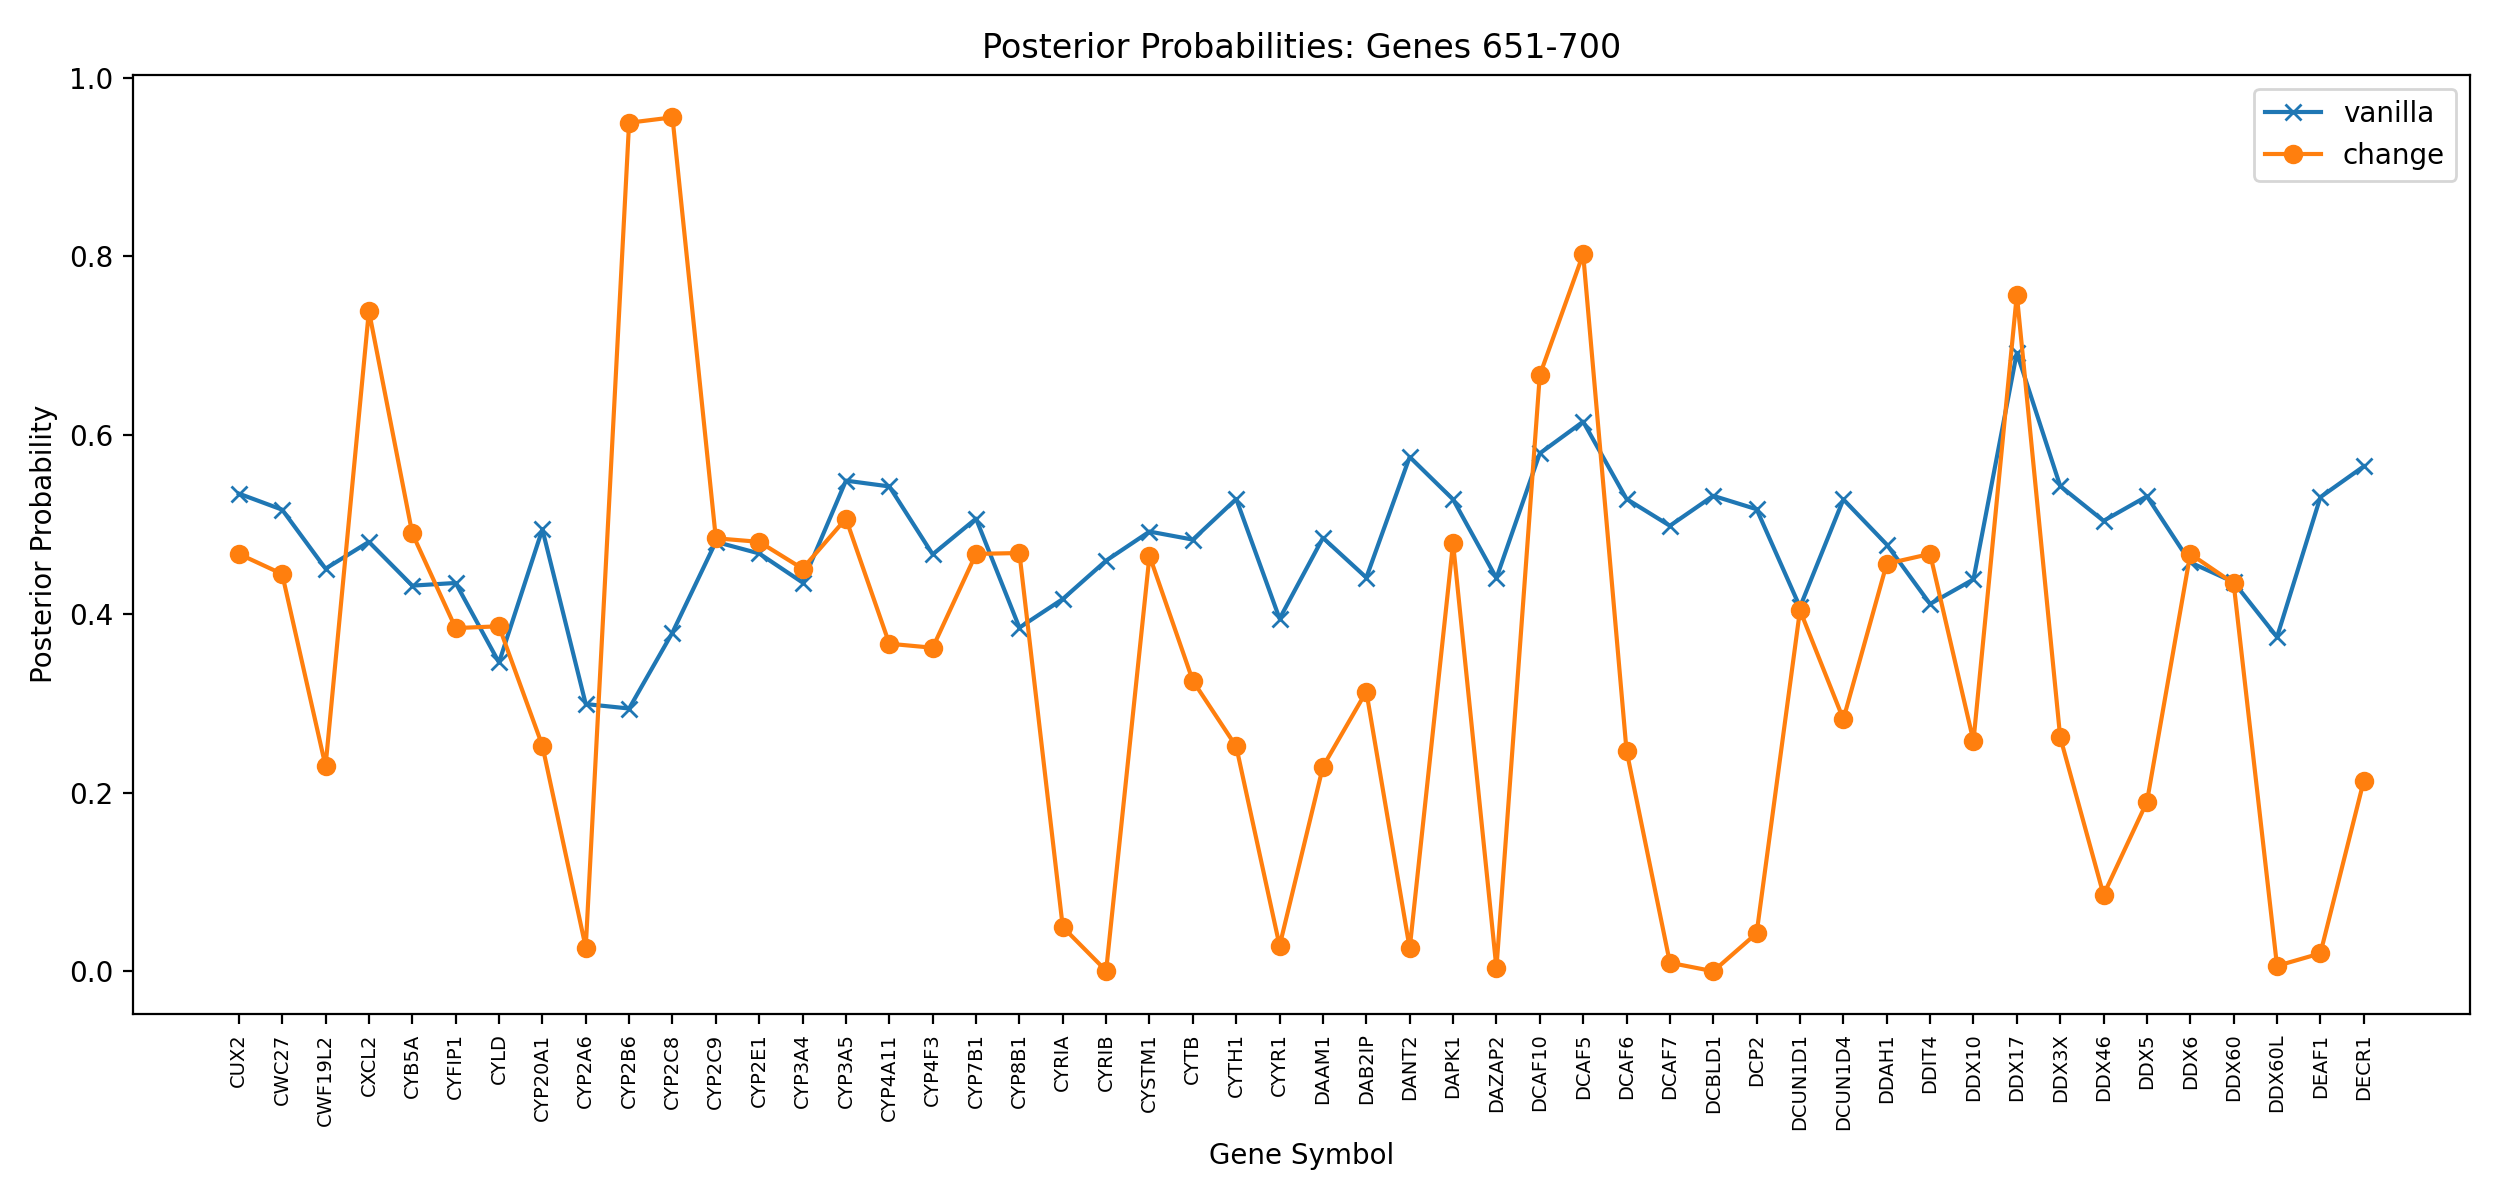 Posterior Probabilities: Genes 651-700
vanilla
change
Posterior Probability
1.0
0.8
0.6
0.4
0.2
0.0
CUX2
CWC27
CWF19L2
CXCL2
CYB5A
CYFIP1
CYLD
CYP20A1
CYP2A6
CYP2B6
CYP2C8
CYP2C9
CYP2E1
CYP3A4
CYP3A5
CYP4A11
CYP4F3
CYP7B1
CYP8B1
CYRIA
CYRIB
CYSTM1
CYTB
CYTH1
CYYR1
DAAM1
DAB2IP
DANT2
DAPK1
DAZAP2
DCAF10
DCAF5
DCAF6
DCAF7
DCBLD1
DCP2
DCUN1D1
DCUN1D4
DDAH1
DDIT4
DDX10
DDX17
DDX3X
DDX46
DDX5
DDX6
DDX60
DDX60L
DEAF1
DECR1
Gene Symbol